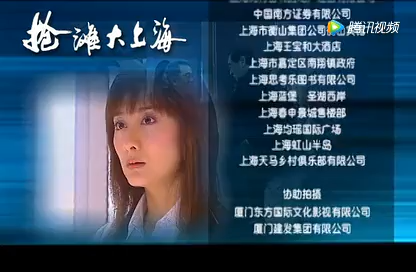 抢滩大上海
腾讯视频
中国南方证券有限公司
上海市衡山集团公司
上海王宝和大酒店
上海市嘉定区南翔镇政府
上海思考乐图书有限公司
上海蓝堡 圣湖西岸
上海春申景城售楼部
上海均瑶国际广场
上海虹山半岛
上海天马乡村俱乐部有限公司
协助拍摄
厦门东方国际文化影视有限公司
厦门建发集团有限公司